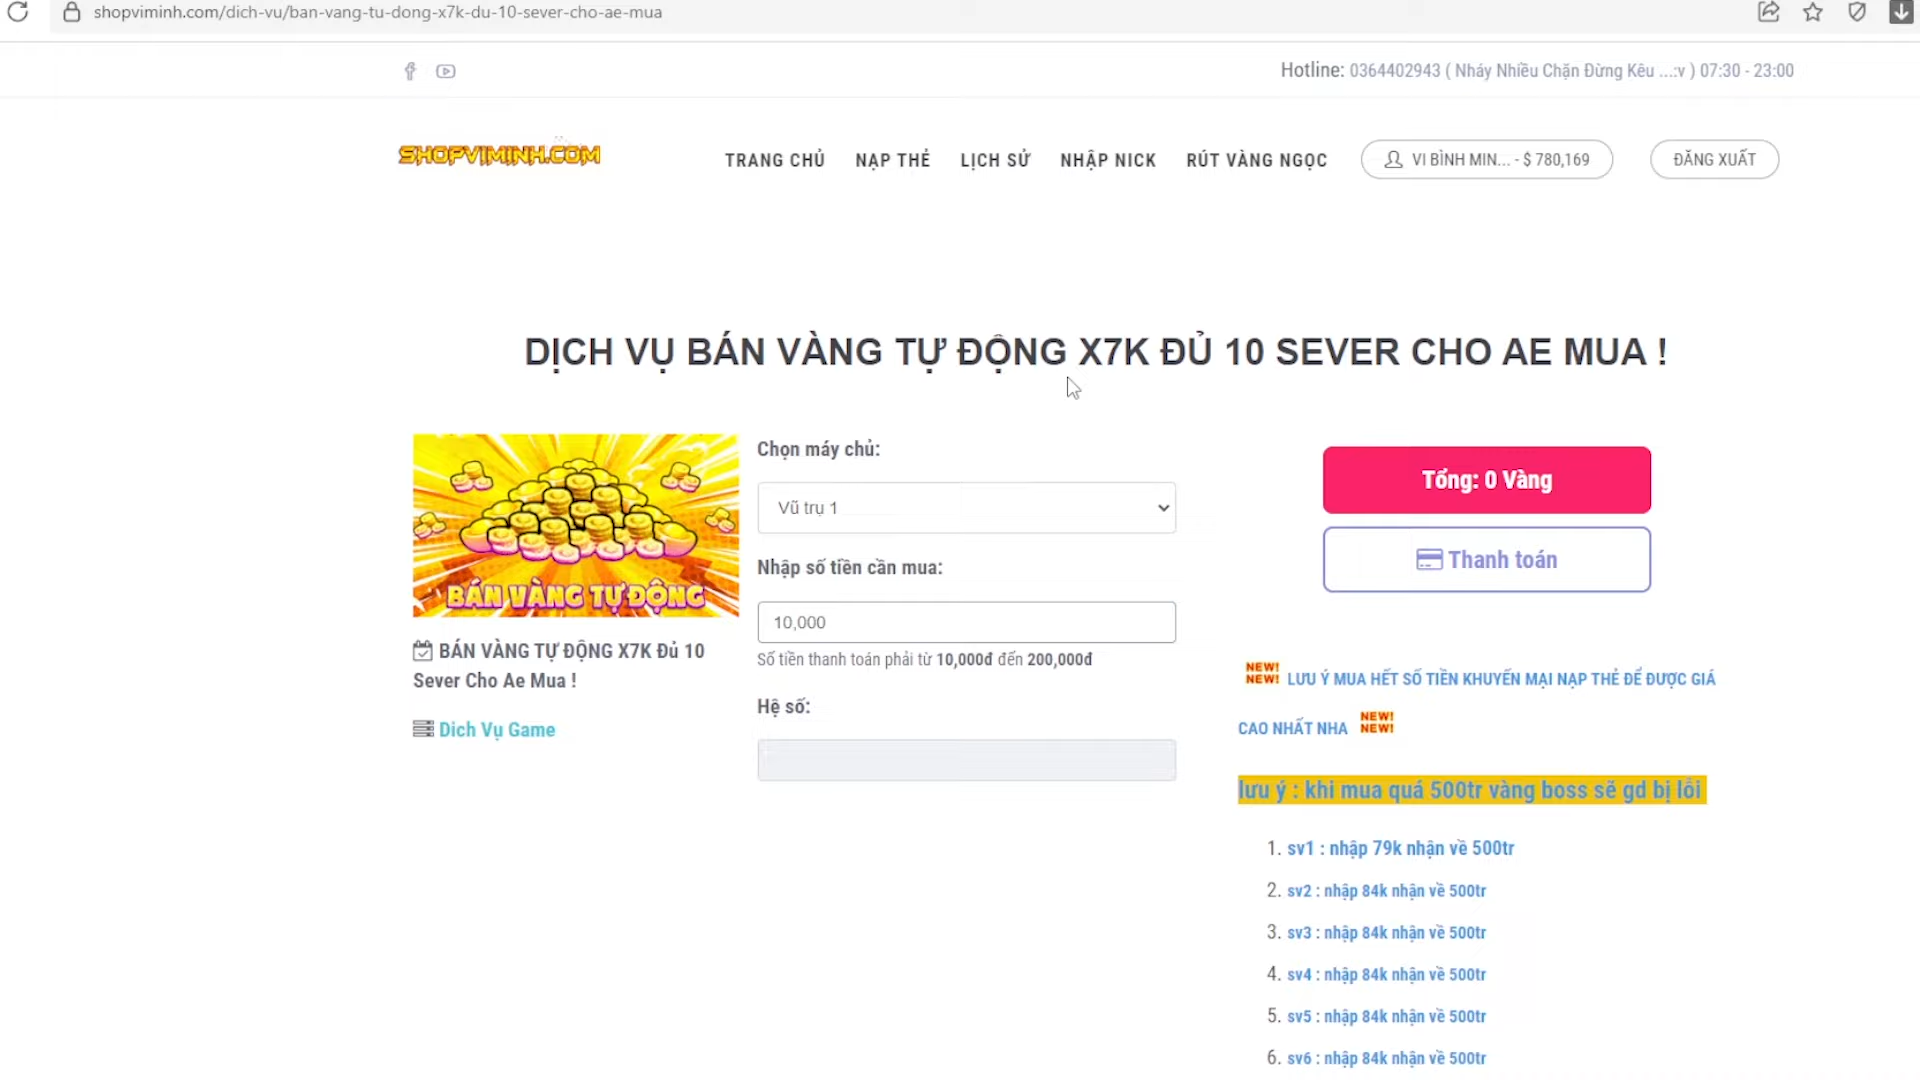 shopviminh.com/dich-vu/ban-vang-tu-dong-x7k-du-10-sever-cho-ae-mua
Hotline: 0364402943 ( Nháy Nhiều Chặn Đừng Kêu ...:v ) 07:30 - 23:00
SHOPVIMINH.COM
TRANG CHỦ
NẠP THẺ
LỊCH SỬ
NHẬP NICK
RÚT VÀNG NGỌC
VI BÌNH MIN... - $ 780,169
ĐĂNG XUẤT
DỊCH VỤ BÁN VÀNG TỰ ĐỘNG X7K ĐỦ 10 SEVER CHO AE MUA !
BÁN VÀNG TỰ ĐỘNG
BÁN VÀNG TỰ ĐỘNG X7K Đủ 10
Sever Cho Ae Mua !
Dich Vụ Game
Chọn máy chủ:
Vũ trụ 1
Nhập số tiền cần mua:
10,000
Số tiền thanh toán phải từ 10,000đ đến 200,000đ
Hệ số:
Tổng: 0 Vàng
Thanh toán
NEW!
NEW! LƯU Ý MUA HẾT SỐ TIỀN KHUYẾN MẠI NẠP THẺ ĐỂ ĐƯỢC GIÁ
CAO NHẤT NHA NEW!
NEW!
lưu ý : khi mua quá 500tr vàng boss sẽ gd bị lỗi
1. sv1 : nhập 79k nhận về 500tr
2. sv2 : nhập 84k nhận về 500tr
3. sv3 : nhập 84k nhận về 500tr
4. sv4 : nhập 84k nhận về 500tr
5. sv5 : nhập 84k nhận về 500tr
6. sv6 : nhập 84k nhận về 500tr